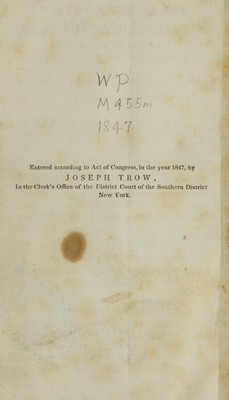 WP
M455m
1847
Entered according to Act of Congress, in the year 1847, by
JOSEPH TROW,
In the Clerk's Office of the District Court of the Southern District
New York.